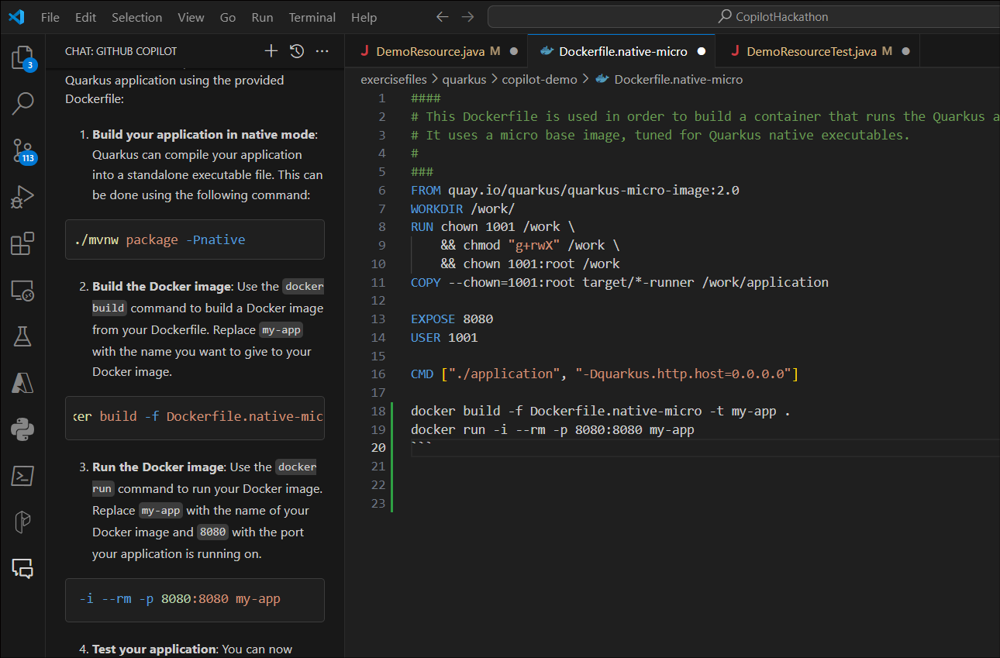 File Edit Selection View Go Run Terminal Help
CopilotHackathon
3
113
CHAT: GITHUB COPILOT
Quarkus application using the provided
Dockerfile:
1. Build your application in native mode:
Quarkus can compile your application
into a standalone executable file. This can
be done using the following command:
./mvnw package -Pnative
2. Build the Docker image: Use the docker
build command to build a Docker image
from your Dockerfile. Replace my-app
with the name you want to give to your
Docker image.
ker build -f Dockerfile.native-mic
3. Run the Docker image: Use the docker
run command to run your Docker image.
Replace my-app with the name of your
Docker image and 8080 with the port
your application is running on.
-i --rm -p 8080:8080 my-app
4. Test your application: You can now
DemoResource.java M
Dockerfile.native-micro
DemoResourceTest.java M
exercisefiles > quarkus > copilot-demo > Dockerfile.native-micro
1 ####
2 # This Dockerfile is used in order to build a container that runs the Quarkus a
3 # It uses a micro base image, tuned for Quarkus native executables.
4 #
5 ###
6 FROM quay.io/quarkus/quarkus-micro-image:2.0
7 WORKDIR /work/
8 RUN chown 1001 /work \
9 && chmod "g+rwX" /work \
10 && chown 1001:root /work
11 COPY --chown=1001:root target/*-runner /work/application
12
13 EXPOSE 8080
14 USER 1001
15
16 CMD ["./application", "-Dquarkus.http.host=0.0.0.0"]
17
18 docker build -f Dockerfile.native-micro -t my-app .
19 docker run -i --rm -p 8080:8080 my-app
20 ```
21
22
23